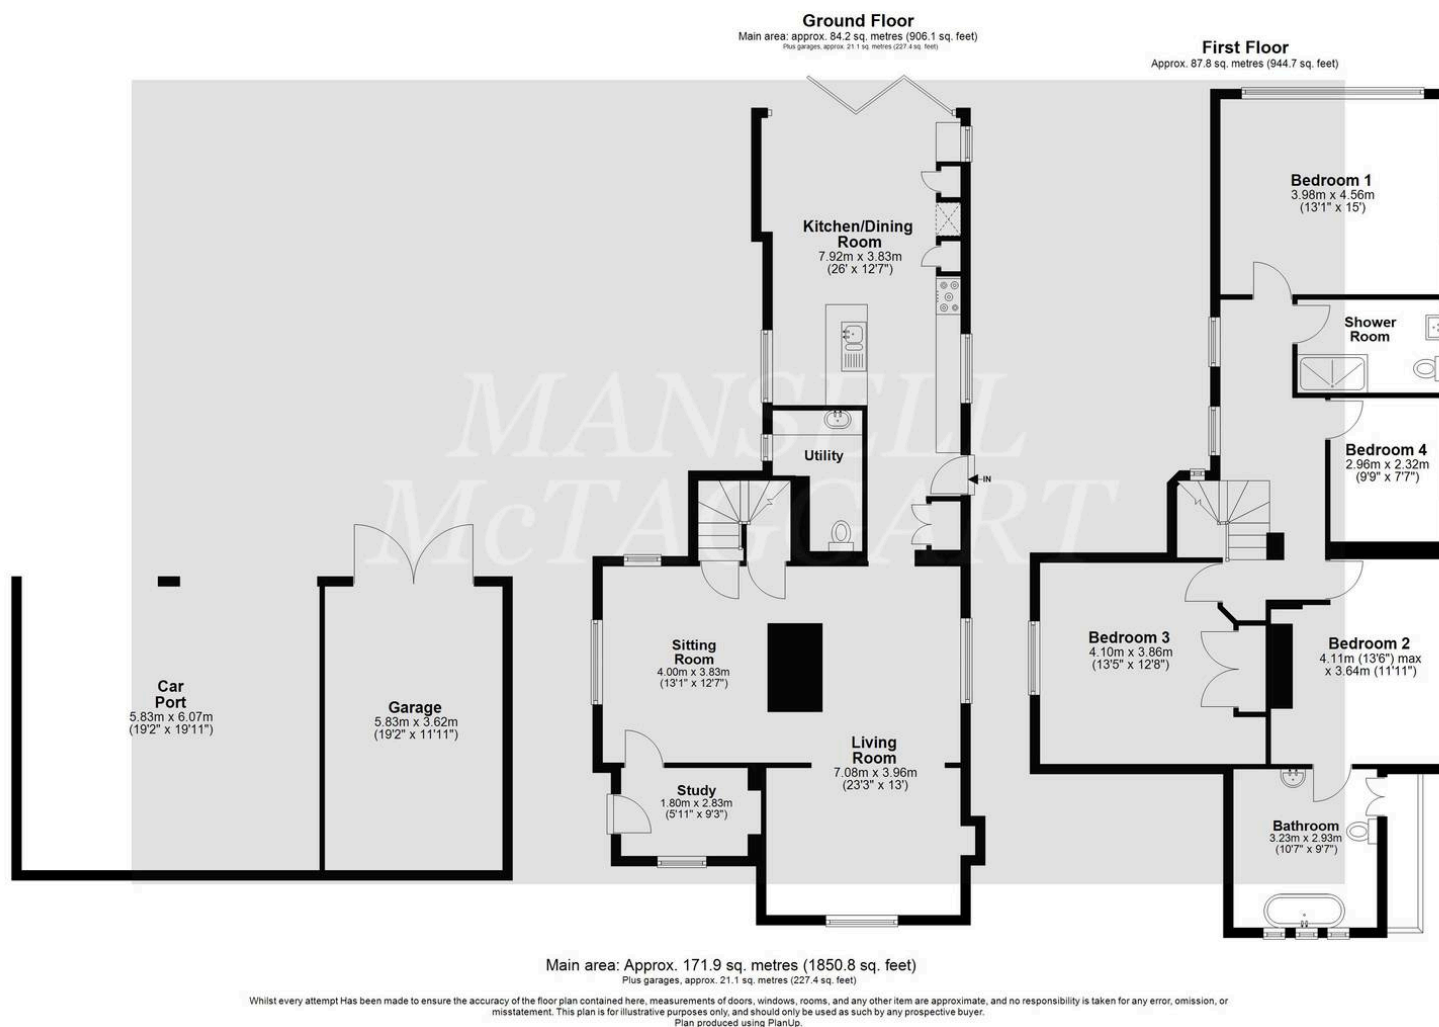 Ground Floor
Main area: approx. 84.2 sq. metres (906.1 sq. feet)
Plus garages, approx. 21.1 sq. metres (227.4 sq. feet)
First Floor
Approx. 87.8 sq. metres (944.7 sq. feet)
Kitchen/Dining
Room
7.92m x 3.83m
(26' x 12'7")
Utility
IN
Sitting
Room
4.00m x 3.83m
(13'1" x 12'7")
Living
Room
7.08m x 3.96m
(23'3" x 13')
Study
1.80m x 2.83m
(5'11" x 9'3")
Car
Port
5.83m x 6.07m
(19'2" x 19'11")
Garage
5.83m x 3.62m
(19'2" x 11'11")
Bedroom 1
3.98m x 4.56m
(13'1" x 15')
Shower
Room
Bedroom 4
2.96m x 2.32m
(9'9" x 7'7")
Bedroom 3
4.10m x 3.86m
(13'5" x 12'8")
Bedroom 2
4.11m (13'6") max
x 3.64m (11'11")
Bathroom
3.23m x 2.93m
(10'7" x 9'7")
MANSELL
McTAGGART
Main area: Approx. 171.9 sq. metres (1850.8 sq. feet)
Plus garages, approx. 21.1 sq. metres (227.4 sq. feet)
Whilst every attempt Has been made to ensure the accuracy of the floor plan contained here, measurements of doors, windows, rooms, and any other item are approximate, and no responsibility is taken for any error, omission, or
misstatement. This plan is for illustrative purposes only, and should only be used as such by any prospective buyer.
Plan produced using PlanUp.